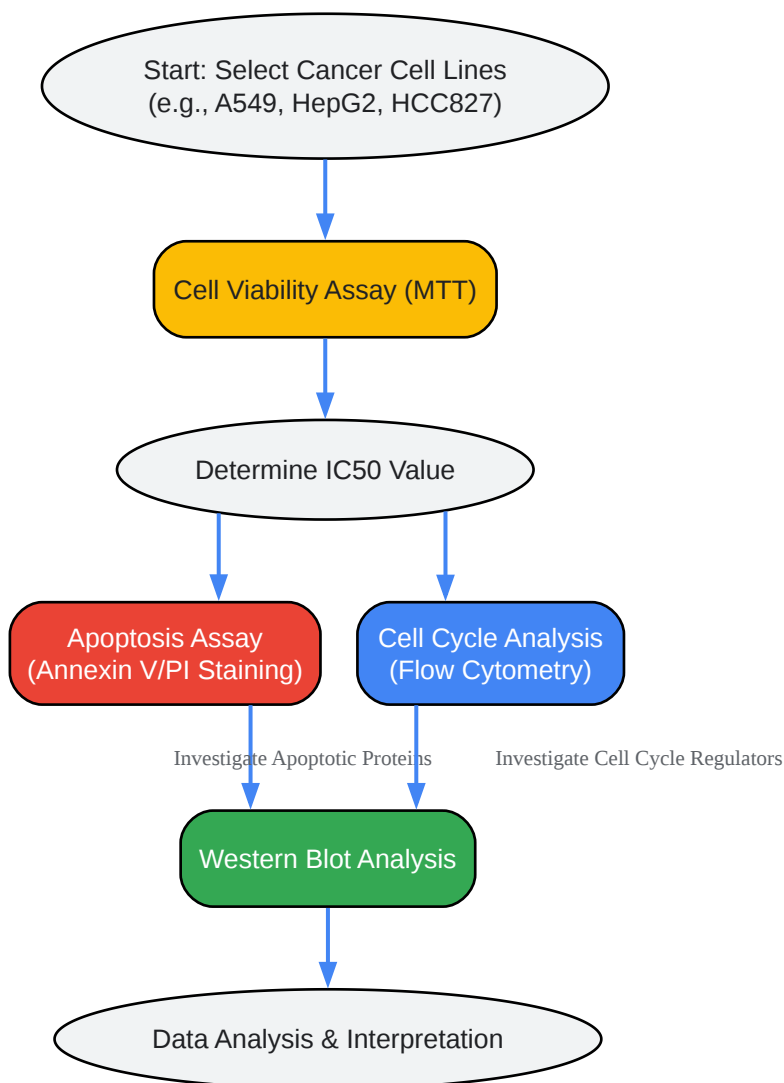 Start: Select Cancer Cell Lines
(e.g., A549, HepG2, HCC827)
Cell Viability Assay (MTT)
Determine IC50 Value
Apoptosis Assay
(Annexin V/PI Staining)
Cell Cycle Analysis
(Flow Cytometry)
Investigate Apoptotic Proteins
Investigate Cell Cycle Regulators
Western Blot Analysis
Data Analysis & Interpretation